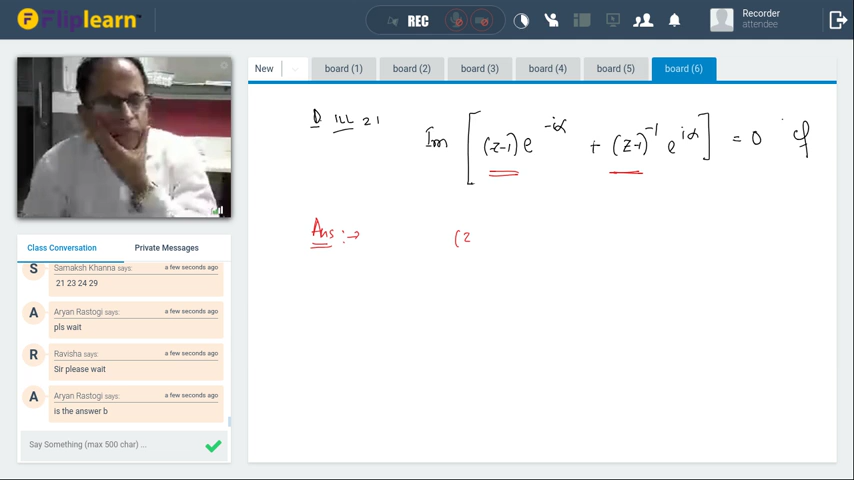 Fliplearn
REC
Recorder
attendee
New
board (1)
board (2)
board (3)
board (4)
board (5)
board (6)
Q ILL 21
Im [(z-1)e^{-iα} + (z-1)^{-1} e^{iα}] = 0 if
Ans :→ (z
Class Conversation
Private Messages
S
Samaksh Khanna says:
a few seconds ago
21 23 24 29
A
Aryan Rastogi says:
a few seconds ago
pls wait
R
Ravisha says:
a few seconds ago
Sir please wait
A
Aryan Rastogi says:
a few seconds ago
is the answer b
Say Something (max 500 char) ...